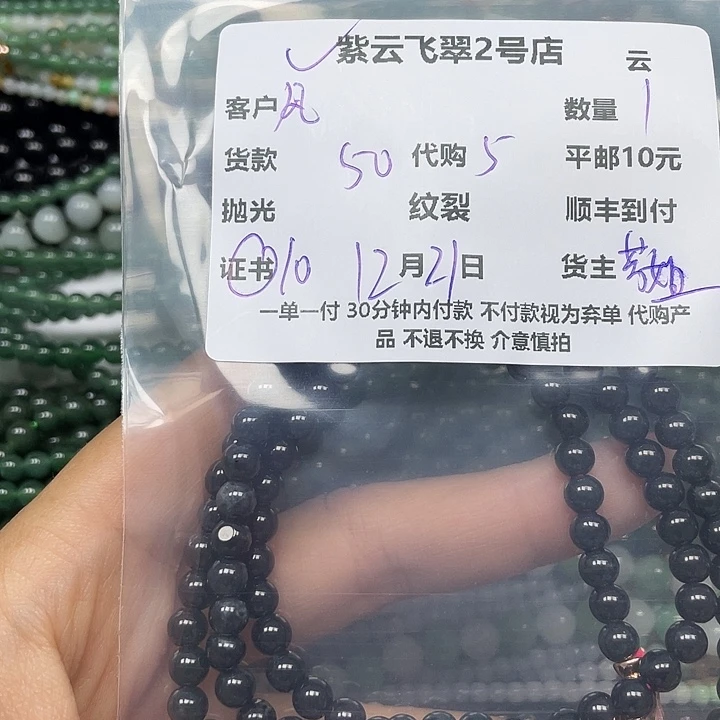 紫云飞翠2号店 云
客户 风 数量 1
货款 50 代购 5 平邮10元
抛光 纹裂 顺丰到付
证书 10 12月21日 货主
一单一付 30分钟内付款 不付款视为弃单 代购产
品 不退不换 介意慎拍